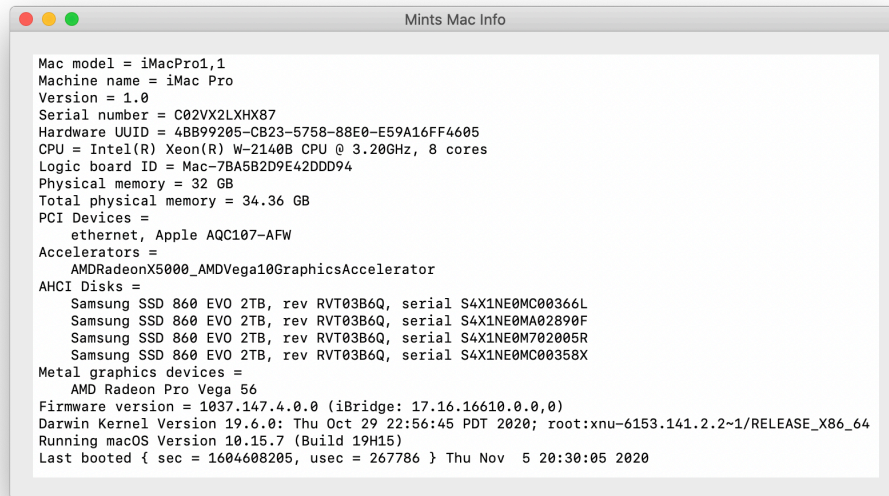 Mints Mac Info
Mac model = iMacPro1,1
Machine name = iMac Pro
Version = 1.0
Serial number = C02VX2LXHX87
Hardware UUID = 4BB99205-CB23-5758-88E0-E59A16FF4605
CPU = Intel(R) Xeon(R) W-2140B CPU @ 3.20GHz, 8 cores
Logic board ID = Mac-7BA5B2D9E42DDD94
Physical memory = 32 GB
Total physical memory = 34.36 GB
PCI Devices =
    ethernet, Apple AQC107-AFW
Accelerators =
    AMDRadeonX5000_AMDVega10GraphicsAccelerator
AHCI Disks =
    Samsung SSD 860 EVO 2TB, rev RVT03B6Q, serial S4X1NE0MC00366L
    Samsung SSD 860 EVO 2TB, rev RVT03B6Q, serial S4X1NE0MA02890F
    Samsung SSD 860 EVO 2TB, rev RVT03B6Q, serial S4X1NE0M702005R
    Samsung SSD 860 EVO 2TB, rev RVT03B6Q, serial S4X1NE0MC00358X
Metal graphics devices =
    AMD Radeon Pro Vega 56
Firmware version = 1037.147.4.0.0 (iBridge: 17.16.16610.0.0,0)
Darwin Kernel Version 19.6.0: Thu Oct 29 22:56:45 PDT 2020; root:xnu-6153.141.2.2~1/RELEASE_X86_64
Running macOS Version 10.15.7 (Build 19H15)
Last booted { sec = 1604608205, usec = 267786 } Thu Nov  5 20:30:05 2020